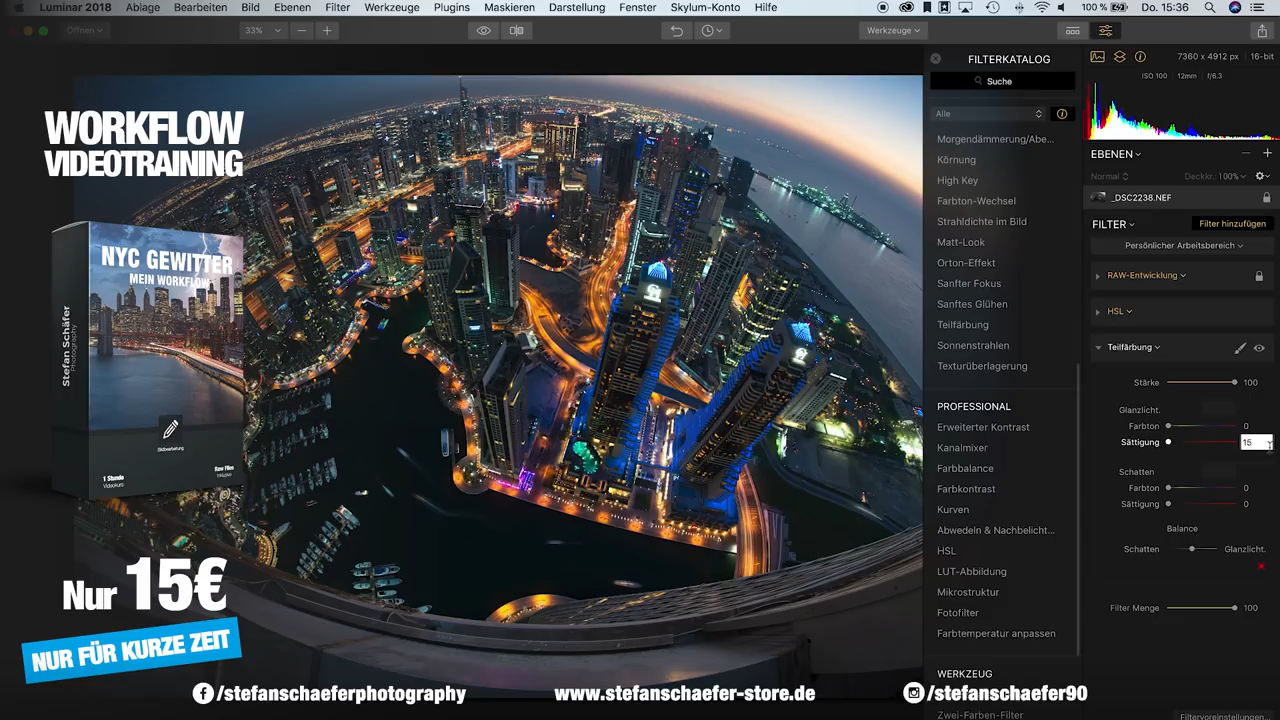 Luminar 2018 Ablage Bearbeiten Bild Ebenen Filter Werkzeuge Plugins Maskieren Darstellung Fenster Skylum-Konto Hilfe 100 % Do. 15:36
Öffnen 33% Werkzeuge
WORKFLOW
VIDEOTRAINING
NYC GEWITTER
MEIN WORKFLOW
Stefan Schäfer
Photography
Bildbearbeitung
1 Stunde
Videokurs
Raw Files
Inklusive
Nur 15€
NUR FÜR KURZE ZEIT
/stefanschaeferphotography
www.stefanschaefer-store.de
/stefanschaefer90
FILTERKATALOG
Suche
Alle
Morgendämmerung/Abe...
Körnung
High Key
Farbton-Wechsel
Strahldichte im Bild
Matt-Look
Orton-Effekt
Sanfter Fokus
Sanftes Glühen
Teilfärbung
Sonnenstrahlen
Texturüberlagerung
PROFESSIONAL
Erweiterter Kontrast
Kanalmixer
Farbbalance
Farbkontrast
Kurven
Abwedeln & Nachbelicht...
HSL
LUT-Abbildung
Mikrostruktur
Fotofilter
Farbtemperatur anpassen
WERKZEUG
Zwei-Farben-Filter
7360 x 4912 px 16-bit
ISO 100 12mm f/6.3
EBENEN
Normal Deckkr.: 100%
_DSC2238.NEF
FILTER Filter hinzufügen
Persönlicher Arbeitsbereich
RAW-Entwicklung
HSL
Teilfärbung
Stärke 100
Glanzlicht.
Farbton 0
Sättigung 15
Schatten
Farbton 0
Sättigung 0
Balance
Schatten Glanzlicht.
Filter Menge 100
Filtervoreinstellungen...